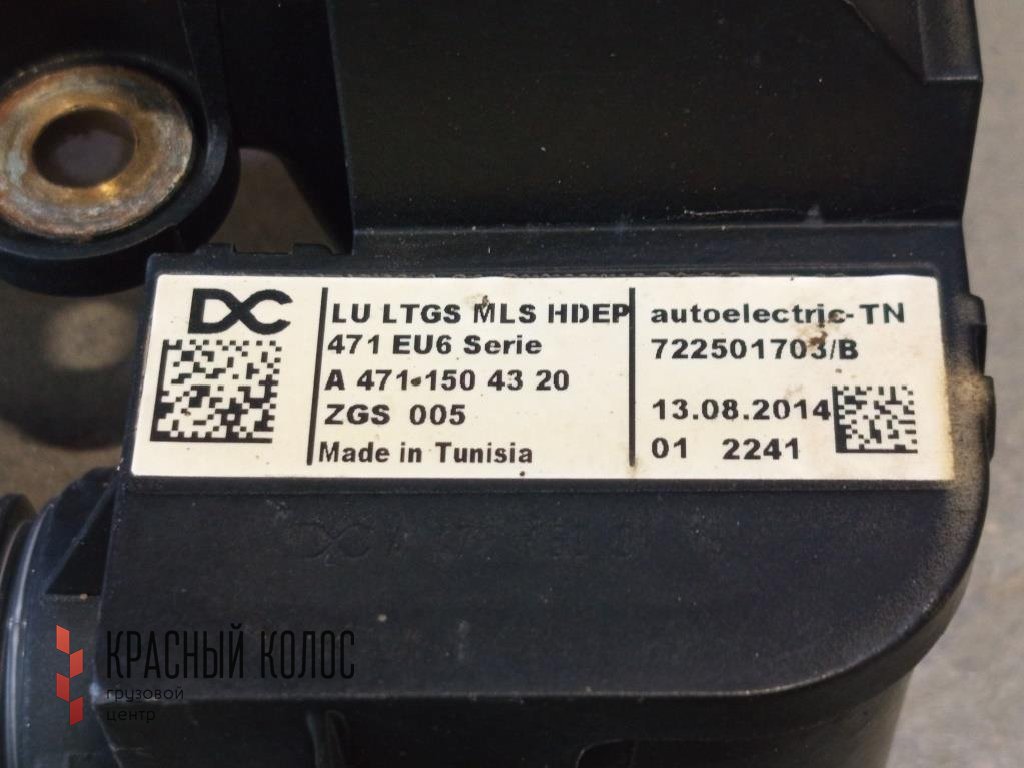 DC
LU LTGS MLS HDEP
471 EU6 Serie
A 471 150 43 20
ZGS 005
Made in Tunisia
autoelectric-TN
722501703/B
13.08.2014
01 2241
КРАСНЫЙ КОЛОС
грузовой
центр